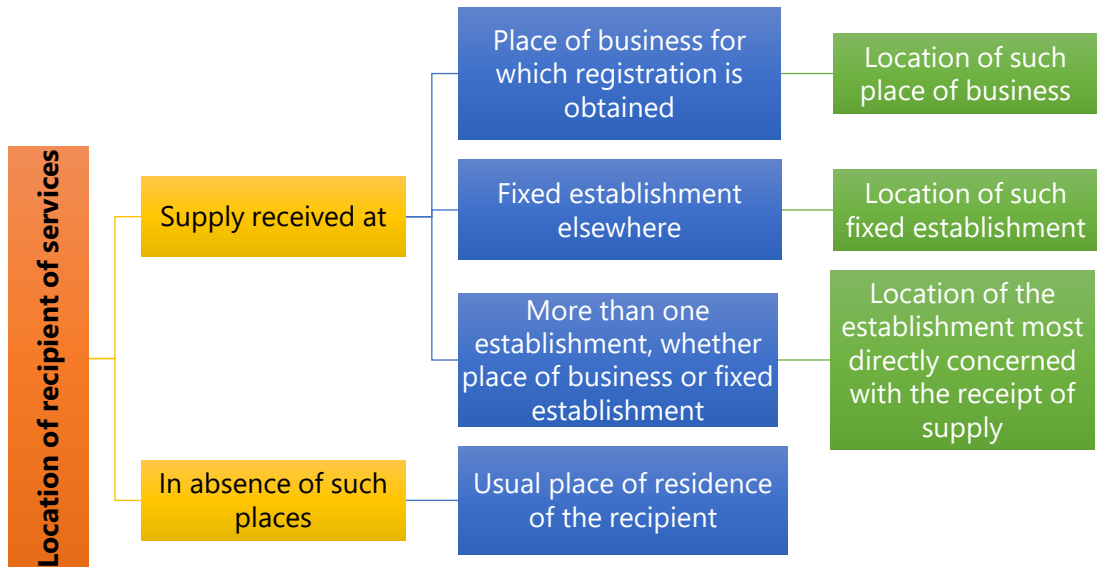 Location of recipient of services
Supply received at
Place of business for
which registration is
obtained
Location of such
place of business
Fixed establishment
elsewhere
Location of such
fixed establishment
More than one
establishment, whether
place of business or fixed
establishment
Location of the
establishment most
directly concerned
with the receipt of
supply
In absence of such
places
Usual place of residence
of the recipient